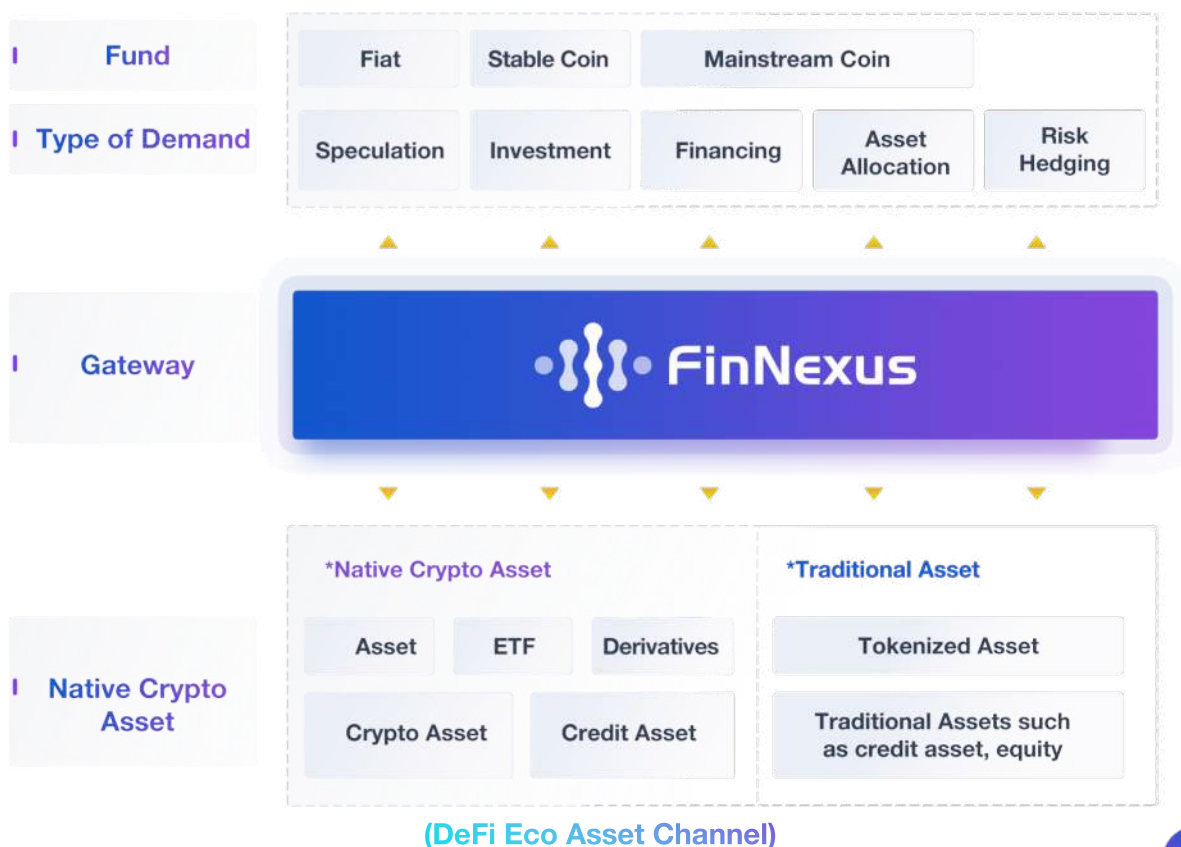 Fund
Fiat
Stable Coin
Mainstream Coin
Type of Demand
Speculation
Investment
Financing
Asset
Allocation
Risk
Hedging
Gateway
FinNexus
*Native Crypto Asset
*Traditional Asset
Native Crypto
Asset
Asset
ETF
Derivatives
Tokenized Asset
Crypto Asset
Credit Asset
Traditional Assets such
as credit asset, equity
(DeFi Eco Asset Channel)